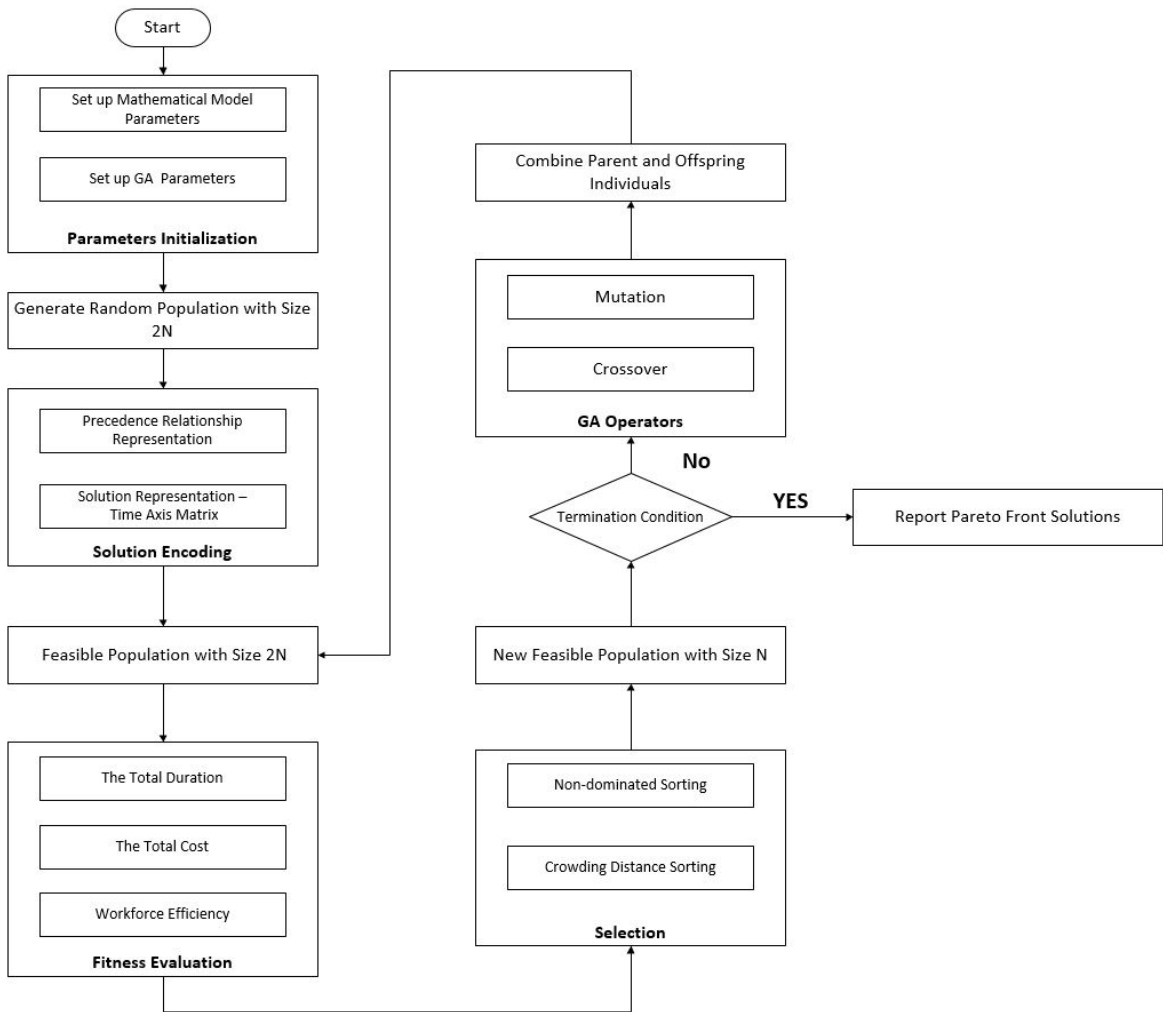 Start
Set up Mathematical Model
Parameters
Set up GA Parameters
Parameters Initialization
Generate Random Population with Size
2N
Precedence Relationship
Representation
Solution Representation –
Time Axis Matrix
Solution Encoding
Feasible Population with Size 2N
The Total Duration
The Total Cost
Workforce Efficiency
Fitness Evaluation
Combine Parent and Offspring
Individuals
Mutation
Crossover
GA Operators
No
Termination Condition
YES
Report Pareto Front Solutions
New Feasible Population with Size N
Non-dominated Sorting
Crowding Distance Sorting
Selection